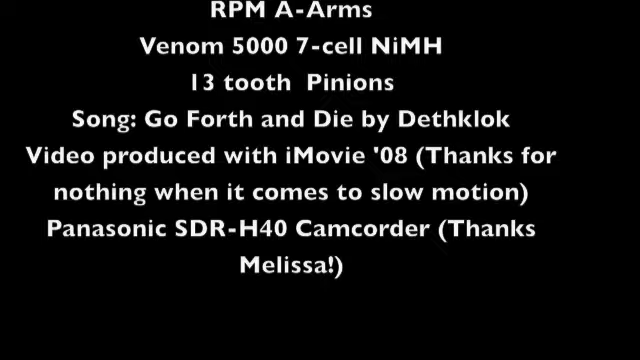 RPM A-Arms
Venom 5000 7-cell NiMH
13 tooth  Pinions
Song: Go Forth and Die by Dethklok
Video produced with iMovie '08 (Thanks for
nothing when it comes to slow motion)
Panasonic SDR-H40 Camcorder (Thanks
Melissa!)